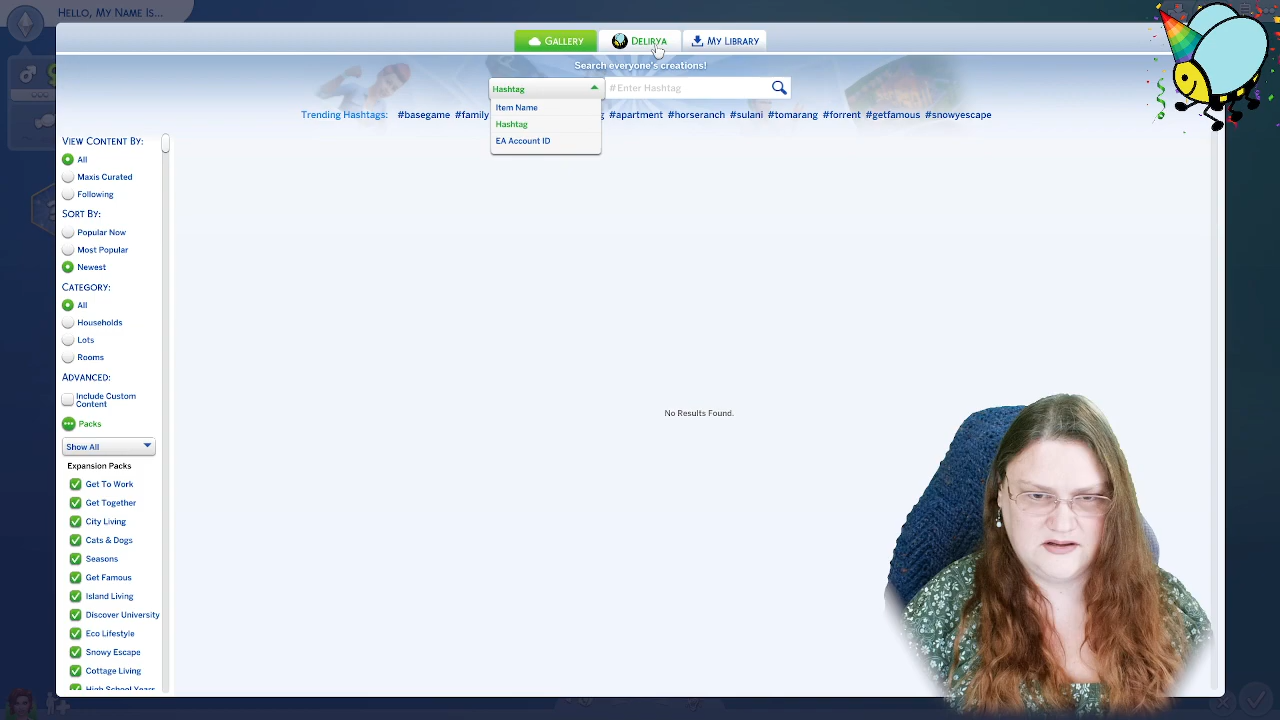 Hello, My Name Is...
Gallery
Delirya
My Library
Search everyone's creations!
Hashtag
#Enter Hashtag
Item Name
Hashtag
EA Account ID
Trending Hashtags: #basegame #family #apartment #horseranch #sulani #tomarang #forrent #getfamous #snowyescape
View Content By:
All
Maxis Curated
Following
Sort By:
Popular Now
Most Popular
Newest
Category:
All
Households
Lots
Rooms
Advanced:
Include Custom
Content
Packs
Show All
Expansion Packs
Get To Work
Get Together
City Living
Cats & Dogs
Seasons
Get Famous
Island Living
Discover University
Eco Lifestyle
Snowy Escape
Cottage Living
High School Years
No Results Found.